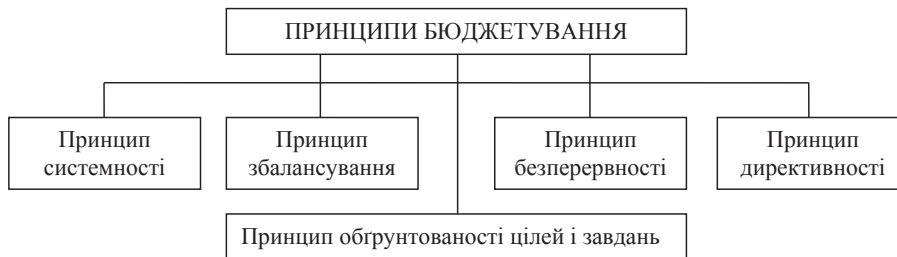 ПРИНЦИПИ БЮДЖЕТУВАННЯ
Принцип
системності
Принцип
збалансування
Принцип
безперервності
Принцип
директивності
Принцип обґрунтованості цілей і завдань